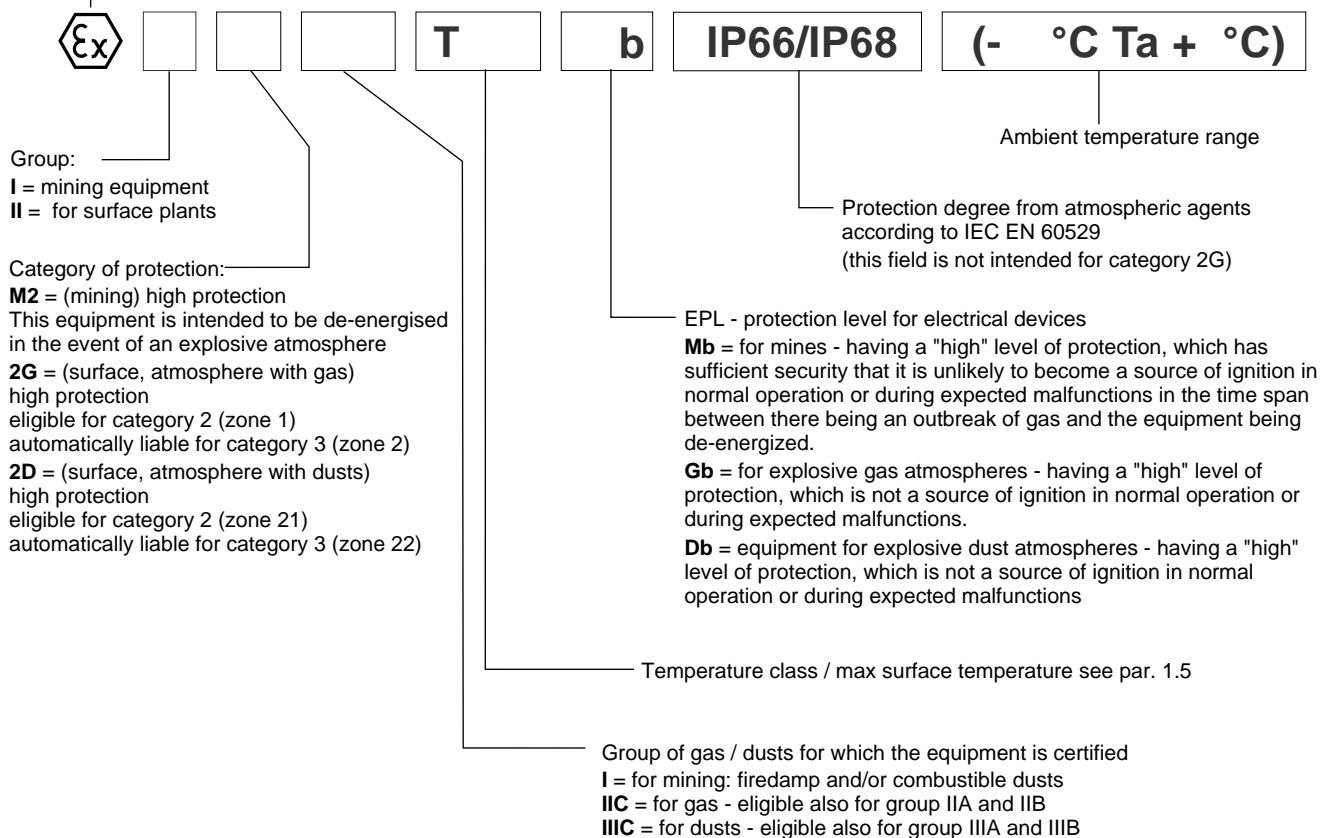 Ex T b IP66/IP68 (- °C Ta + °C)
Ambient temperature range
Group:
I = mining equipment
II = for surface plants
Protection degree from atmospheric agents
according to IEC EN 60529
(this field is not intended for category 2G)
Category of protection:
M2 = (mining) high protection
This equipment is intended to be de-energised
in the event of an explosive atmosphere
2G = (surface, atmosphere with gas)
high protection
eligible for category 2 (zone 1)
automatically liable for category 3 (zone 2)
2D = (surface, atmosphere with dusts)
high protection
eligible for category 2 (zone 21)
automatically liable for category 3 (zone 22)
EPL - protection level for electrical devices
Mb = for mines - having a "high" level of protection, which has
sufficient security that it is unlikely to become a source of ignition in
normal operation or during expected malfunctions in the time span
between there being an outbreak of gas and the equipment being
de-energized.
Gb = for explosive gas atmospheres - having a "high" level of
protection, which is not a source of ignition in normal operation or
during expected malfunctions.
Db = equipment for explosive dust atmospheres - having a "high"
level of protection, which is not a source of ignition in normal
operation or during expected malfunctions
Temperature class / max surface temperature see par. 1.5
Group of gas / dusts for which the equipment is certified
I = for mining: firedamp and/or combustible dusts
IIC = for gas - eligible also for group IIA and IIB
IIIC = for dusts - eligible also for group IIIA and IIIB